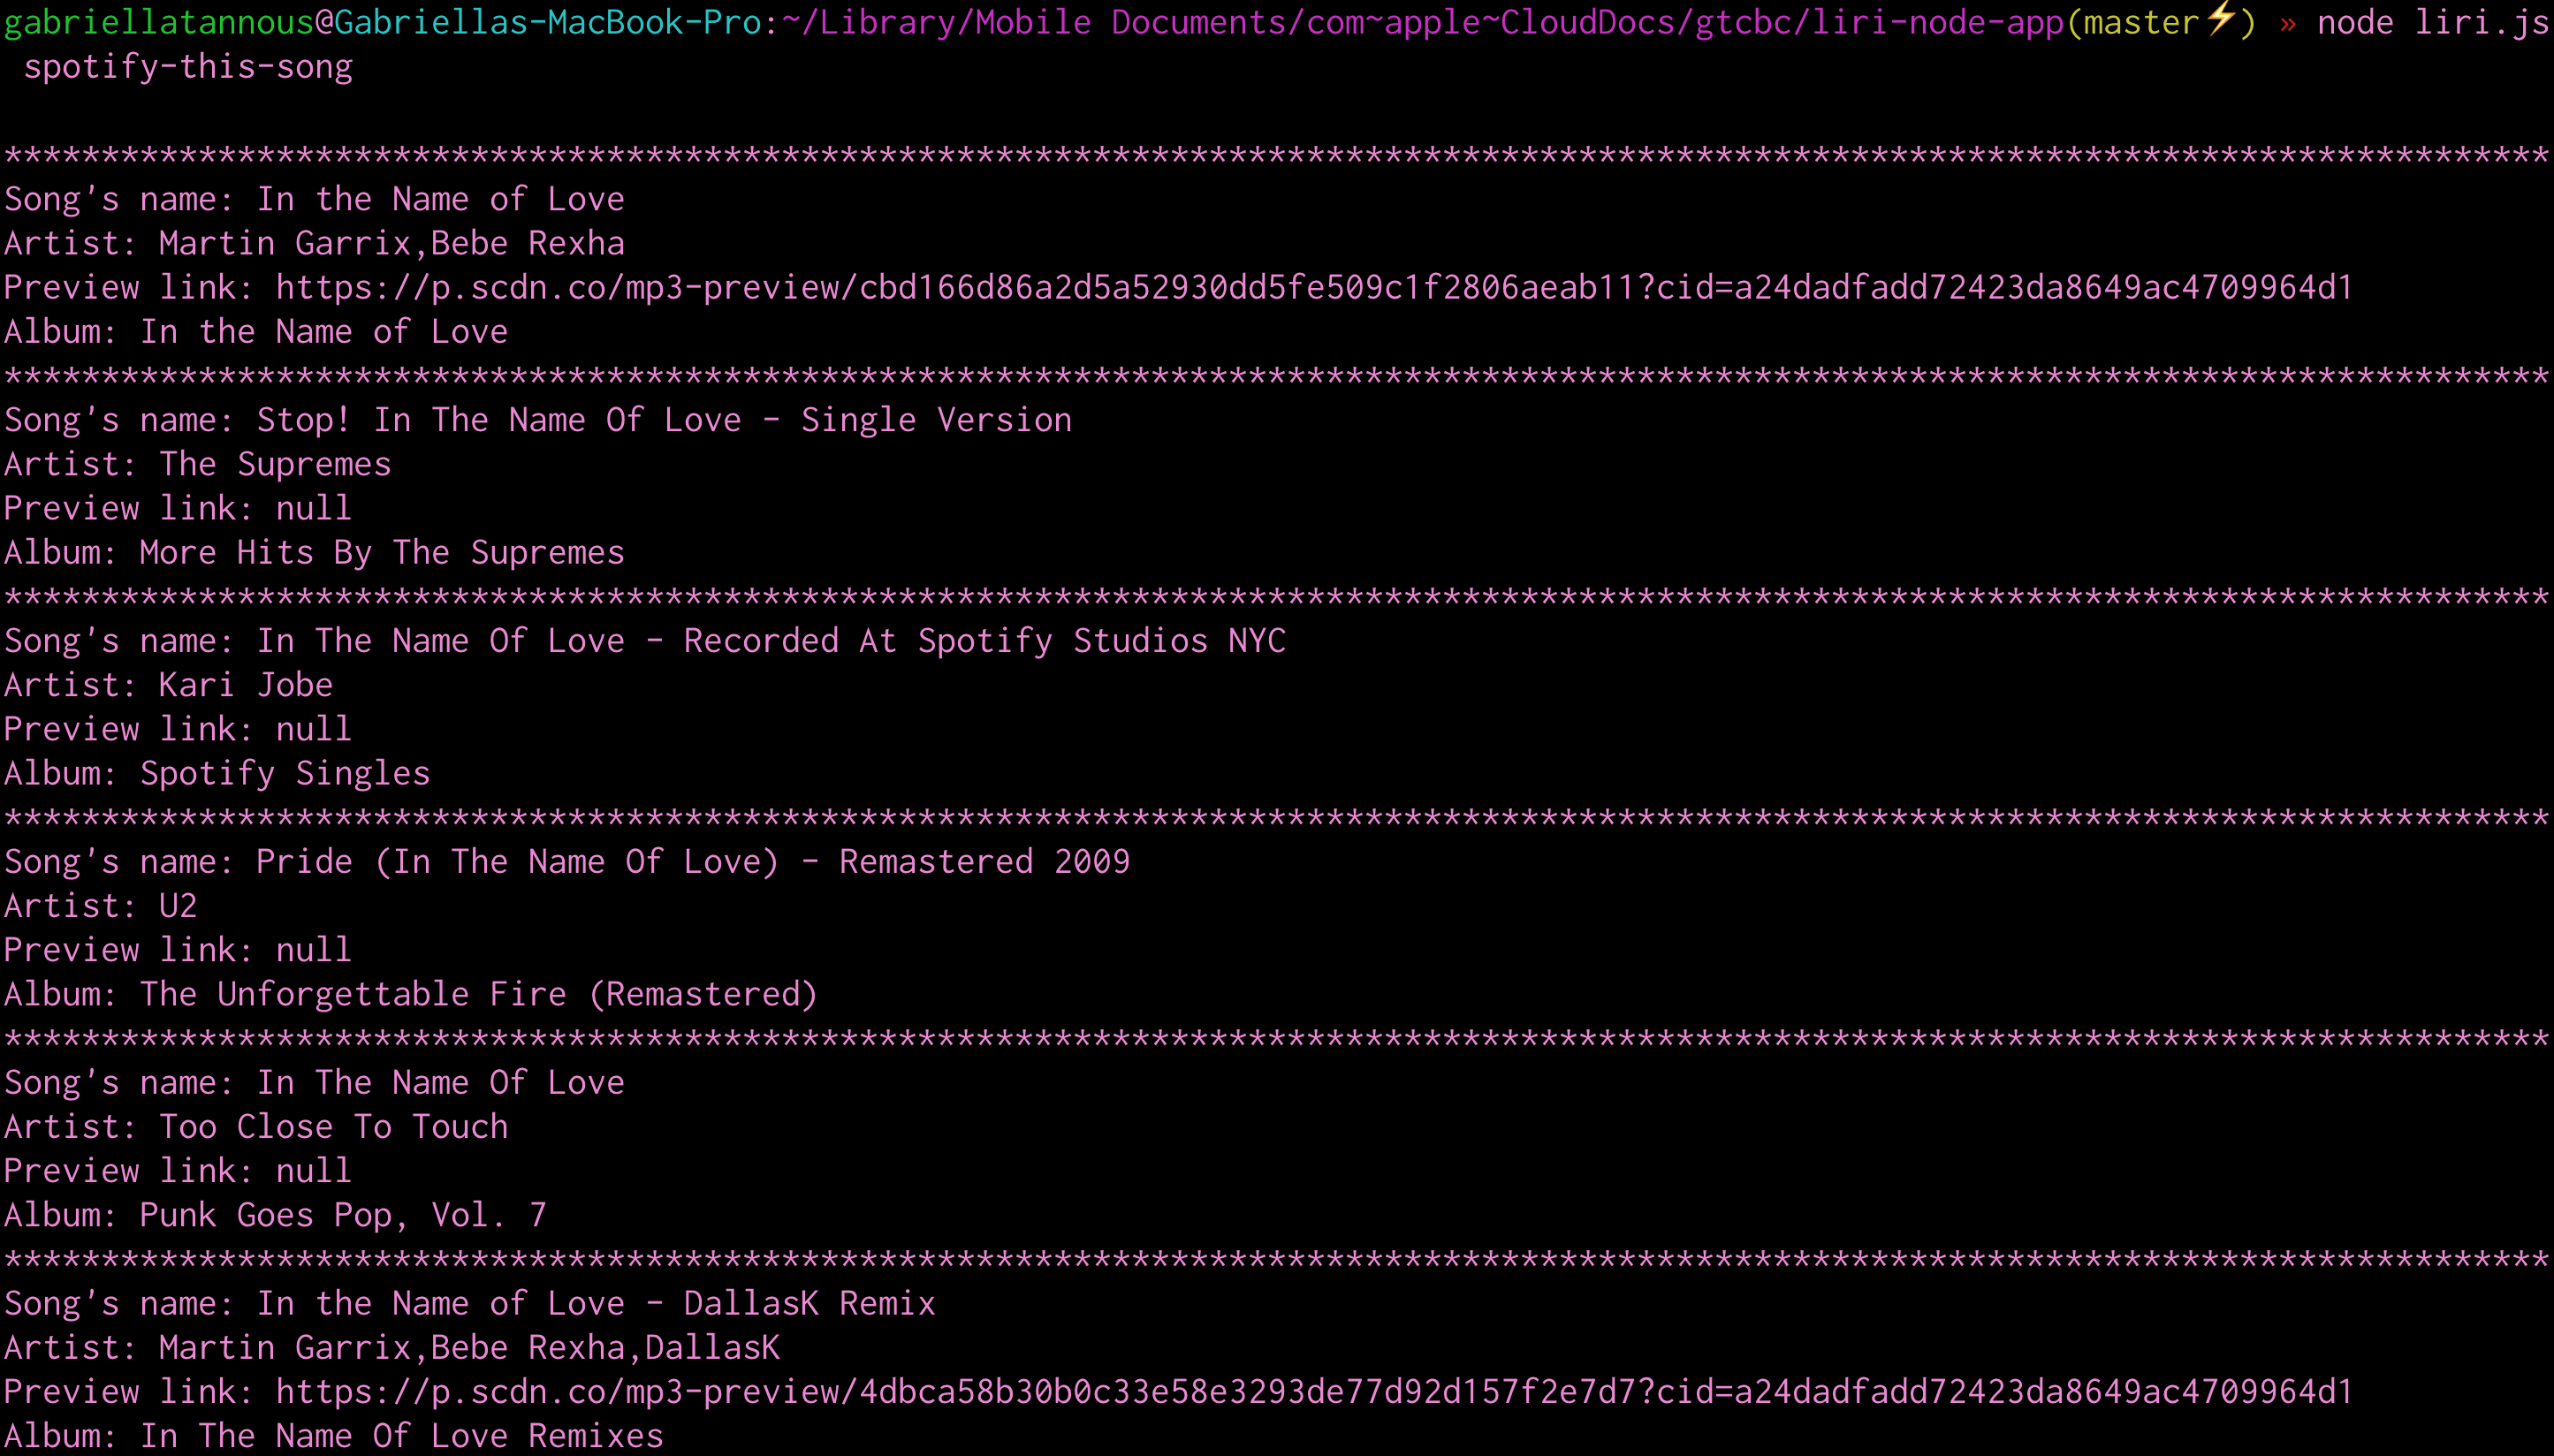 gabriellatannous@Gabriellas-MacBook-Pro:~/Library/Mobile Documents/com~apple~CloudDocs/gtcbc/liri-node-app(master⚡) » node liri.js
 spotify-this-song

***********************************************************************************************************************************
Song's name: In the Name of Love
Artist: Martin Garrix,Bebe Rexha
Preview link: https://p.scdn.co/mp3-preview/cbd166d86a2d5a52930dd5fe509c1f2806aeab11?cid=a24dadfadd72423da8649ac4709964d1
Album: In the Name of Love
***********************************************************************************************************************************
Song's name: Stop! In The Name Of Love - Single Version
Artist: The Supremes
Preview link: null
Album: More Hits By The Supremes
***********************************************************************************************************************************
Song's name: In The Name Of Love - Recorded At Spotify Studios NYC
Artist: Kari Jobe
Preview link: null
Album: Spotify Singles
***********************************************************************************************************************************
Song's name: Pride (In The Name Of Love) - Remastered 2009
Artist: U2
Preview link: null
Album: The Unforgettable Fire (Remastered)
***********************************************************************************************************************************
Song's name: In The Name Of Love
Artist: Too Close To Touch
Preview link: null
Album: Punk Goes Pop, Vol. 7
***********************************************************************************************************************************
Song's name: In the Name of Love - DallasK Remix
Artist: Martin Garrix,Bebe Rexha,DallasK
Preview link: https://p.scdn.co/mp3-preview/4dbca58b30b0c33e58e3293de77d92d157f2e7d7?cid=a24dadfadd72423da8649ac4709964d1
Album: In The Name Of Love Remixes